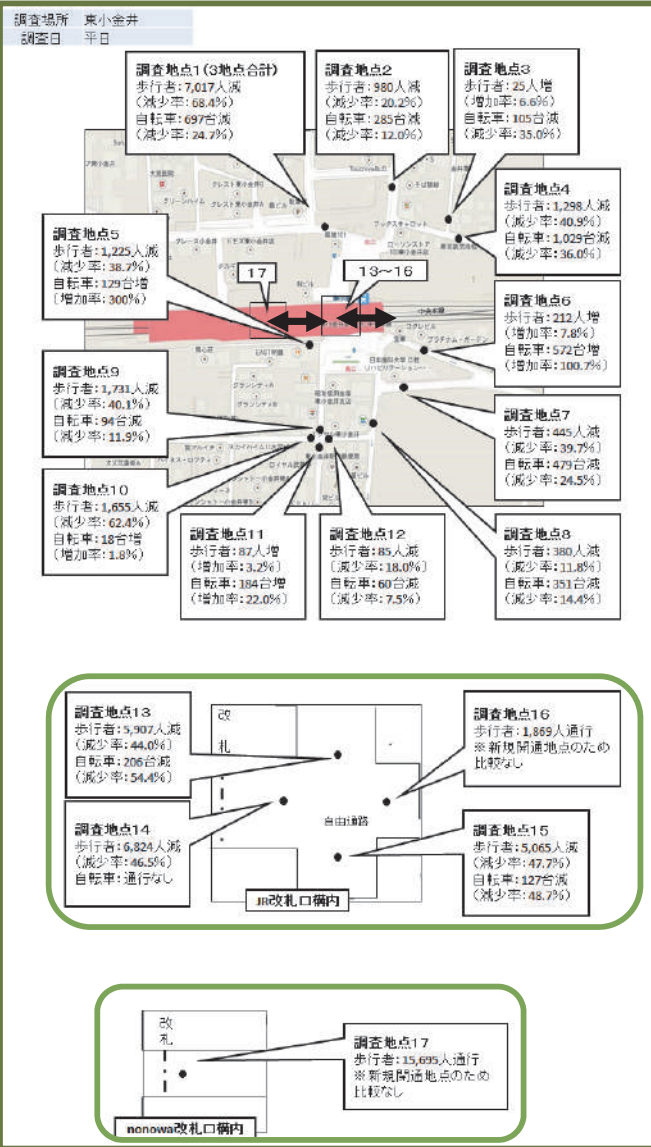 調査場所 東小金井
調査日 平日
調査地点1(3地点合計)
歩行者:7,017人減
(減少率:68.4%)
自転車:697台減
(減少率:24.7%)
調査地点2
歩行者:980人減
(減少率:20.2%)
自転車:285台減
(減少率:12.0%)
調査地点3
歩行者:25人増
(増加率:6.6%)
自転車:105台減
(減少率:35.0%)
調査地点4
歩行者:1,298人減
(減少率:40.9%)
自転車:1,029台減
(減少率:36.0%)
調査地点5
歩行者:1,225人減
(減少率:38.7%)
自転車:129台増
(増加率:300%)
17
13～16
調査地点6
歩行者:212人増
(増加率:7.8%)
自転車:572台増
(増加率:100.7%)
調査地点9
歩行者:1,731人減
(減少率:40.1%)
自転車:94台減
(減少率:11.9%)
調査地点7
歩行者:445人減
(減少率:39.7%)
自転車:479台減
(減少率:24.5%)
調査地点10
歩行者:1,655人減
(減少率:62.4%)
自転車:18台増
(増加率:1.8%)
調査地点11
歩行者:87人増
(増加率:3.2%)
自転車:184台増
(増加率:22.0%)
調査地点12
歩行者:85人減
(減少率:18.0%)
自転車:60台減
(減少率:7.5%)
調査地点8
歩行者:380人減
(減少率:11.8%)
自転車:351台減
(減少率:14.4%)
調査地点13
歩行者:5,907人減
(減少率:44.0%)
自転車:206台減
(減少率:54.4%)
改
札
調査地点16
歩行者:1,869人通行
※新規開通地点のため
比較なし
自由通路
調査地点14
歩行者:6,824人減
(減少率:46.5%)
自転車:通行なし
調査地点15
歩行者:5,065人減
(減少率:47.7%)
自転車:127台減
(減少率:48.7%)
JR改札口構内
改
札
調査地点17
歩行者:15,695人通行
※新規開通地点のため
比較なし
nonowa改札口構内